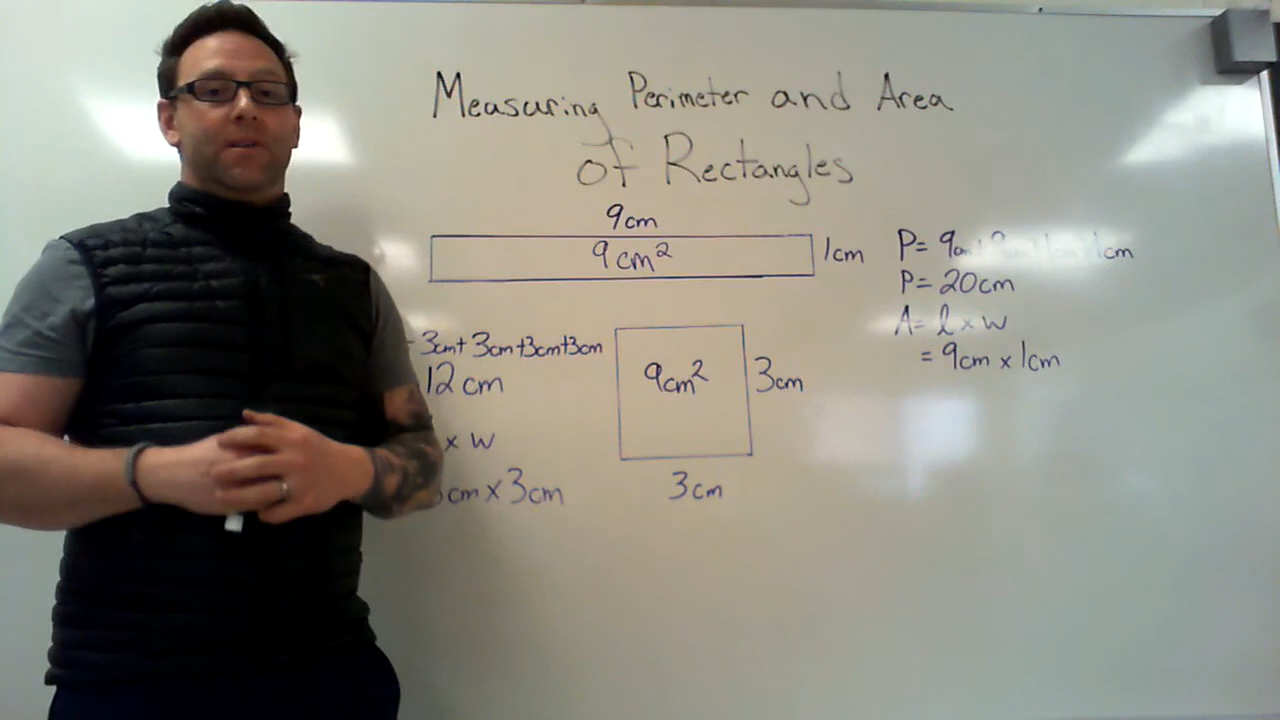 Measuring Perimeter and Area
of Rectangles
9cm
9cm²
1cm
P= 9cm 1cm
P= 20cm
A= l x w
= 9cm x 1cm
3cm+ 3cm+3cm+3cm
12 cm
x w
cm x 3cm
9cm²
3cm
3cm